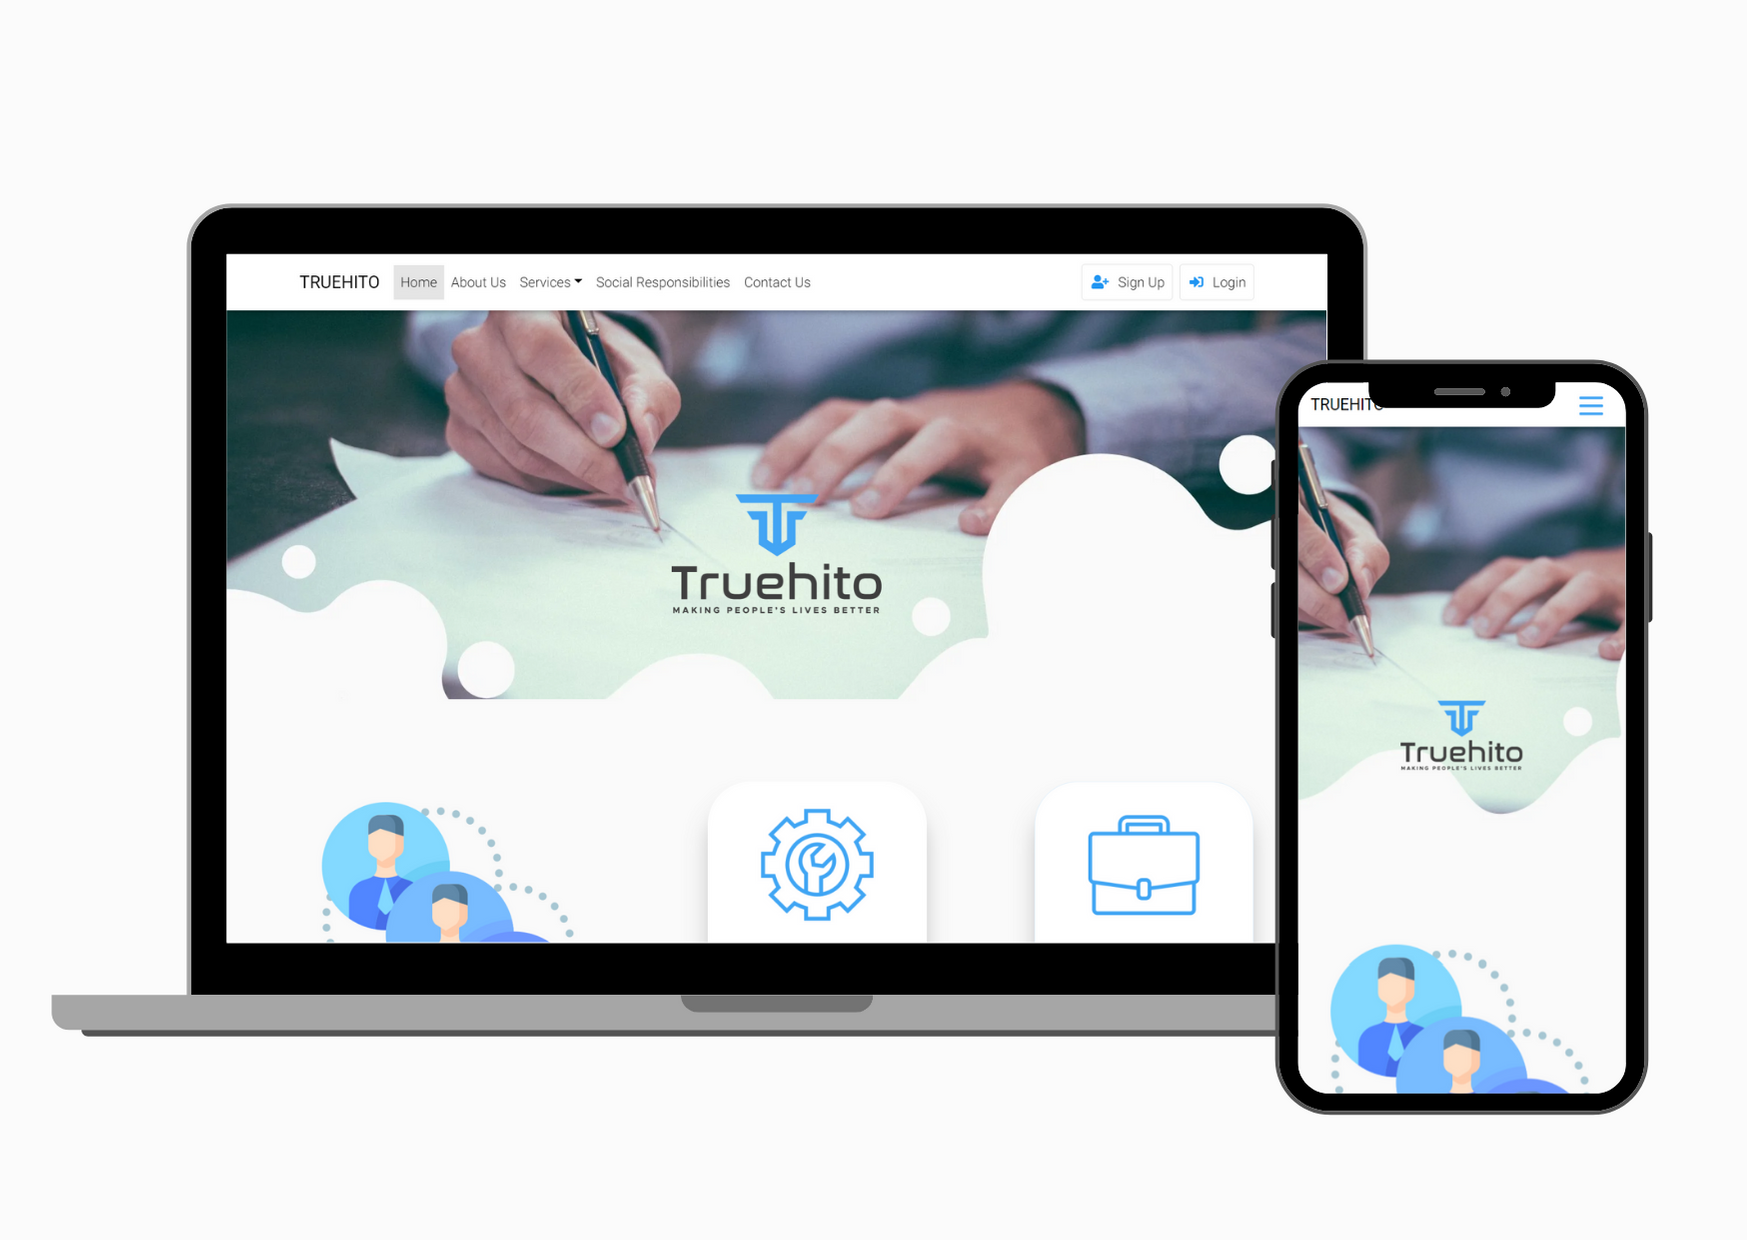 TRUEHITO Home About Us Services Social Responsibilities Contact Us Sign Up Login
Truehito
MAKING PEOPLE'S LIVES BETTER
TRUEHITO
Truehito
MAKING PEOPLE'S LIVES BETTER